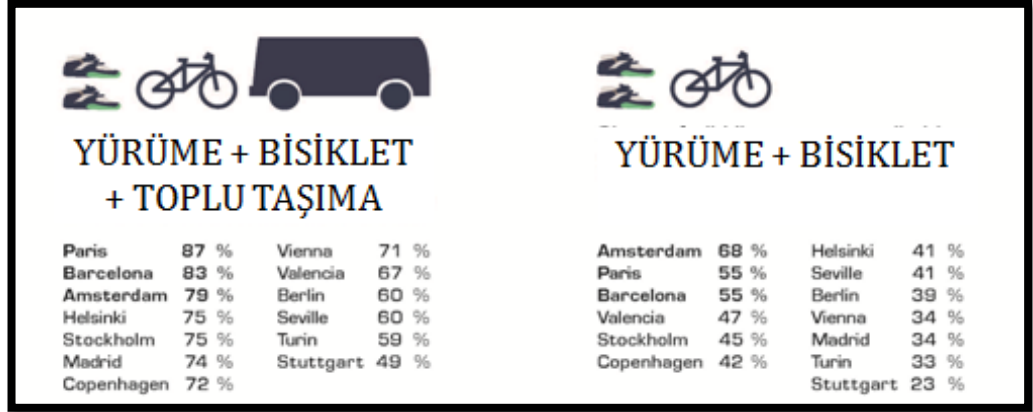 YÜRÜME + BİSİKLET
+ TOPLU TAŞIMA
Paris 87 %
Barcelona 83 %
Amsterdam 79 %
Helsinki 75 %
Stockholm 75 %
Madrid 74 %
Copenhagen 72 %
Vienna 71 %
Valencia 67 %
Berlin 60 %
Seville 60 %
Turin 59 %
Stuttgart 49 %
YÜRÜME + BİSİKLET
Amsterdam 68 %
Paris 55 %
Barcelona 55 %
Valencia 47 %
Stockholm 45 %
Copenhagen 42 %
Helsinki 41 %
Seville 41 %
Berlin 39 %
Vienna 34 %
Madrid 34 %
Turin 33 %
Stuttgart 23 %